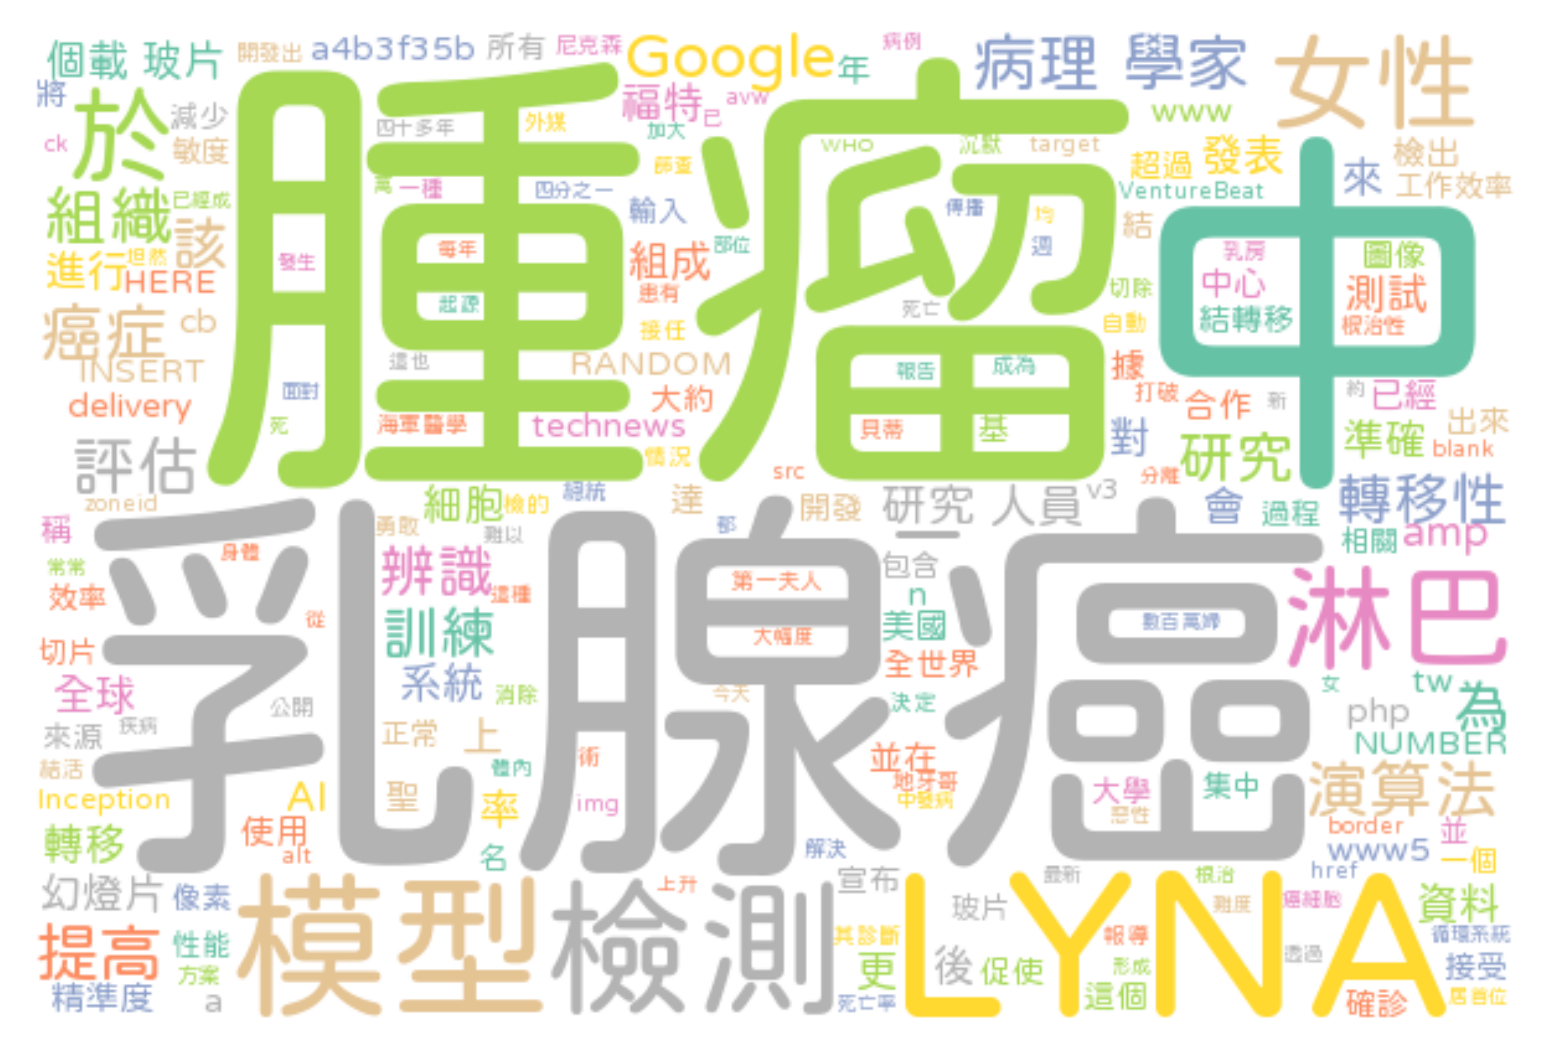 個載 玻片
開發出
a4b3f35b
所有
尼克森
Google
年
病例
病理 學家
女性
將
於
減少
福特
已
avw
www
ck
敏度
四十多年
外媒
加大
WHO
沉默
target
超過
發表
來
檢出
工作效率
組織
已經成
萬
一種
四分之一
篩查
輸入
腫瘤
傳播
均
VentureBeat
中
該
進行
坦然
HERE
發生
每年
組成
部位
週
結
乳房
圖像
中心
測試
癌症
cb
起源
患有
接任
死亡
切除
自動
結轉移
根治性
INSERT
這也
RANDOM
報告
成為
據
delivery
面對
死
海軍醫學
大約
technews
貝蒂
基
打破
合作
新
約
已經
出來
評估
情況
src
對
分離
研究
準確
blank
zoneid
細胞
檢的
總統
達
開發
研究 人員
v3
會
過程
轉移性
稱
勇敢
難以
郁
包含
相關
amp
常常
身體
辨識
這種
第一夫人
n
效率
從
訓練
大幅度
美國
數百萬婦
淋巴
乳腺癌
切片
系統
消除
今天
全世界
全球
公開
決定
女
tw
為
來源
疾病
正常
上
php
NUMBER
結活
體內
術
並在
地牙哥
中發病
大學
集中
演算法
Inception
AI
聖
率
img
惡性
轉移
使用
alt
名
解決
border
並
www5
一個
幻燈片
像素
模型
上升
檢測
宣布
LYNA
最新
根治
href
玻片
難度
癌細胞
資料
提高
性能
其診斷
報導
循環系統
方案
更
後
促使
形成
透過
接受
精準度
a
死亡率
這個
確診
居首位